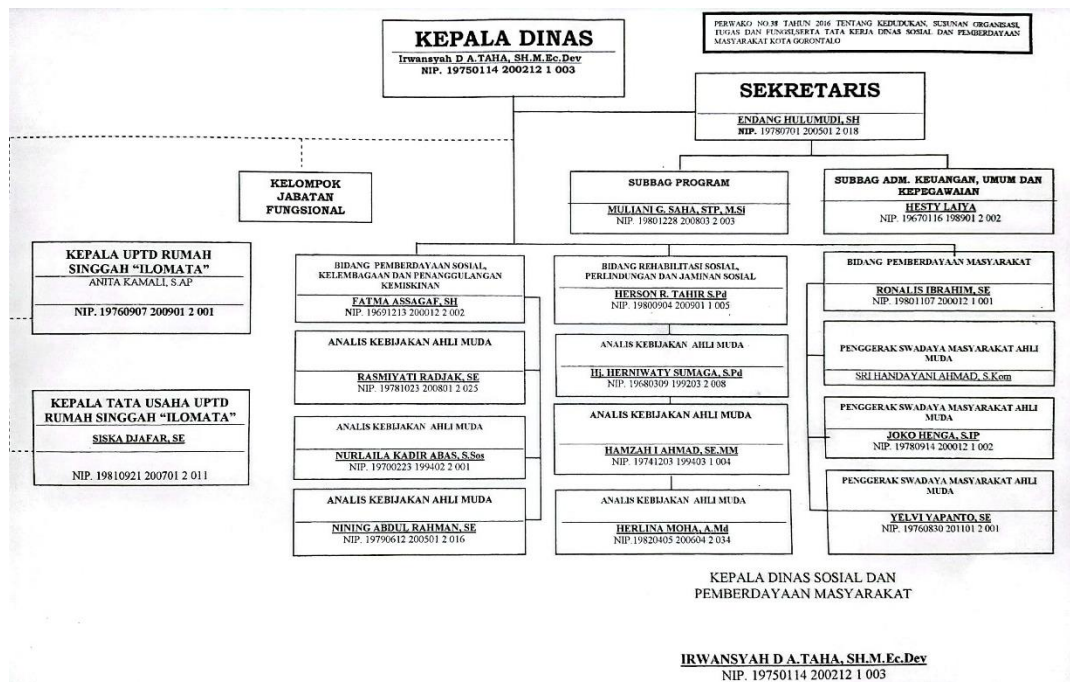 PERWAKO NO.38 TAHUN 2016 TENTANG KEDUDUKAN, SUSUNAN ORGANISASI,
TUGAS DAN FUNGSI,SERTA TATA KERJA DINAS SOSIAL DAN PEMBERDAYAAN
MASYARAKAT KOTA GORONTALO
KEPALA DINAS
Irwansyah D A.TAHA, SH.M.Ec.Dev
NIP. 19750114 200212 1 003
SEKRETARIS
ENDANG HULUMUDI, SH
NIP. 19780701 200501 2 018
KELOMPOK
JABATAN
FUNGSIONAL
SUBBAG PROGRAM
MULIANI G. SAHA, STP, M.Si
NIP. 19801228 200803 2 003
SUBBAG ADM. KEUANGAN, UMUM DAN
KEPEGAWAIAN
HESTY LAIYA
NIP. 19670116 198901 2 002
KEPALA UPTD RUMAH
SINGGAH “ILOMATA”
ANITA KAMALI, S.AP
NIP. 19760907 200901 2 001
KEPALA TATA USAHA UPTD
RUMAH SINGGAH “ILOMATA”
SISKA DJAFAR, SE
NIP. 19810921 200701 2 011
BIDANG PEMBERDAYAAN SOSIAL,
KELEMBAGAAN DAN PENANGGULANGAN
KEMISKINAN
FATMA ASSAGAF, SH
NIP. 19691213 200012 2 002
ANALIS KEBIJAKAN AHLI MUDA
RASMIYATI RADJAK, SE
NIP. 19781023 200801 2 025
ANALIS KEBIJAKAN AHLI MUDA
NURLAILA KADIR ABAS, S.Sos
NIP. 19700223 199402 2 001
ANALIS KEBIJAKAN AHLI MUDA
NINING ABDUL RAHMAN, SE
NIP. 19790612 200501 2 016
BIDANG REHABILITASI SOSIAL,
PERLINDUNGAN DAN JAMINAN SOSIAL
HERSON R. TAHIR S.Pd
NIP. 19800904 200901 1 005
ANALIS KEBIJAKAN AHLI MUDA
Hj. HERNIWATY SUMAGA, S.Pd
NIP. 19680309 199203 2 008
ANALIS KEBIJAKAN AHLI MUDA
HAMZAH I AHMAD, SE.MM
NIP. 19741203 199403 1 004
ANALIS KEBIJAKAN AHLI MUDA
HERLINA MOHA, A.Md
NIP.19820405 200604 2 034
BIDANG PEMBERDAYAAN MASYARAKAT
RONALIS IBRAHIM, SE
NIP. 19801107 200012 1 001
PENGGERAK SWADAYA MASYARAKAT AHLI
MUDA
SRI HANDAYANI AHMAD, S.Kom
PENGGERAK SWADAYA MASYARAKAT AHLI
MUDA
JOKO HENGA, S.IP
NIP. 19780914 200012 1 002
PENGGERAK SWADAYA MASYARAKAT AHLI
MUDA
YELVI YAPANTO, SE
NIP. 19760830 201101 2 001
KEPALA DINAS SOSIAL DAN
PEMBERDAYAAN MASYARAKAT
IRWANSYAH D A.TAHA, SH.M.Ec.Dev
NIP. 19750114 200212 1 003